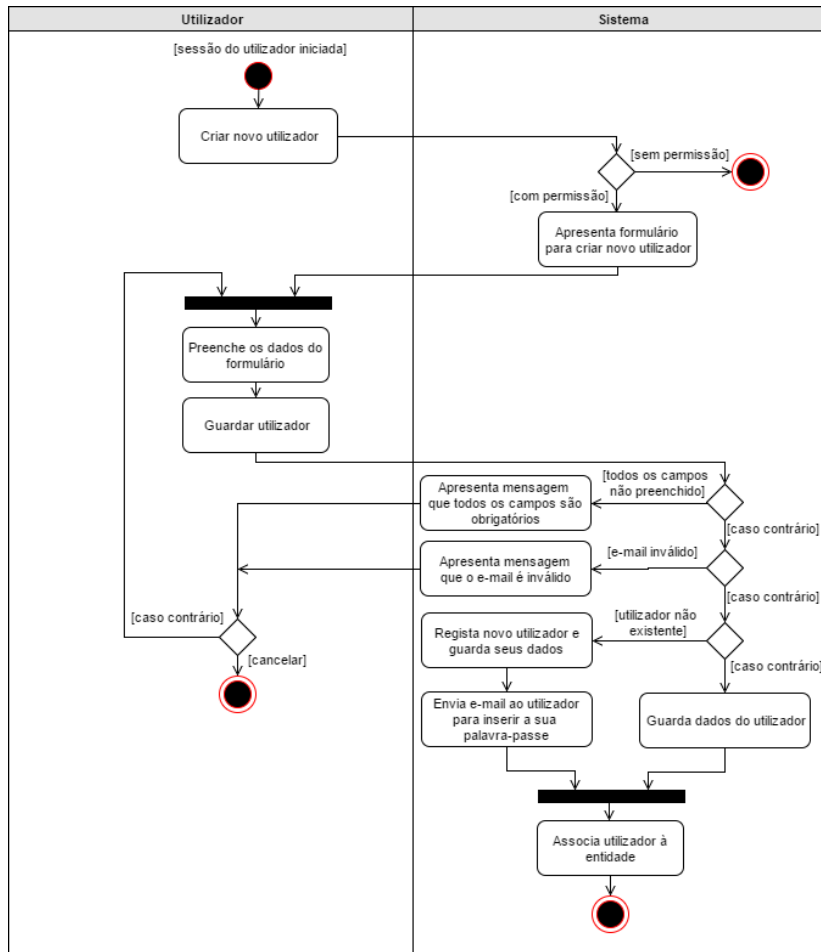 Utilizador
Sistema
[sessão do utilizador iniciada]
Criar novo utilizador
[sem permissão]
[com permissão]
Apresenta formulário
para criar novo utilizador
Preenche os dados do
formulário
Guardar utilizador
[todos os campos
não preenchido]
Apresenta mensagem
que todos os campos são
obrigatórios
[caso contrário]
[e-mail inválido]
Apresenta mensagem
que o e-mail é inválido
[caso contrário]
[utilizador não
existente]
Regista novo utilizador e
guarda seus dados
[caso contrário]
[cancelar]
[caso contrário]
Envia e-mail ao utilizador
para inserir a sua
palavra-passe
Guarda dados do utilizador
Associa utilizador à
entidade